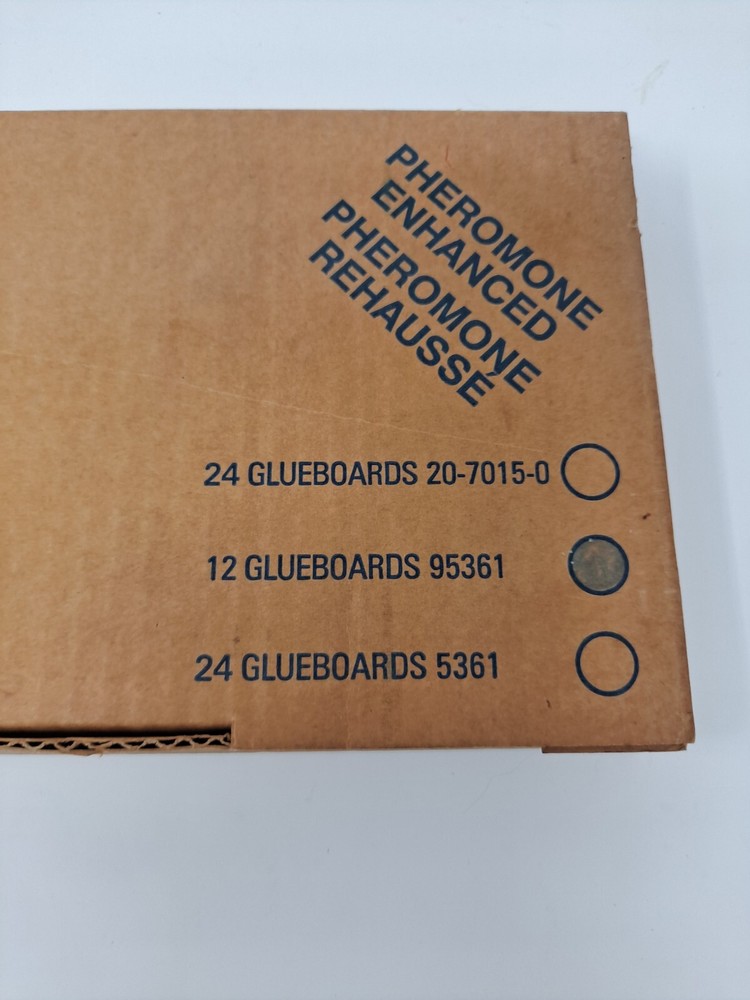 PHEROMONE
ENHANCED
PHEROMONE
REHAUSSÉ
24 GLUEBOARDS 20-7015-0
12 GLUEBOARDS 95361
24 GLUEBOARDS 5361